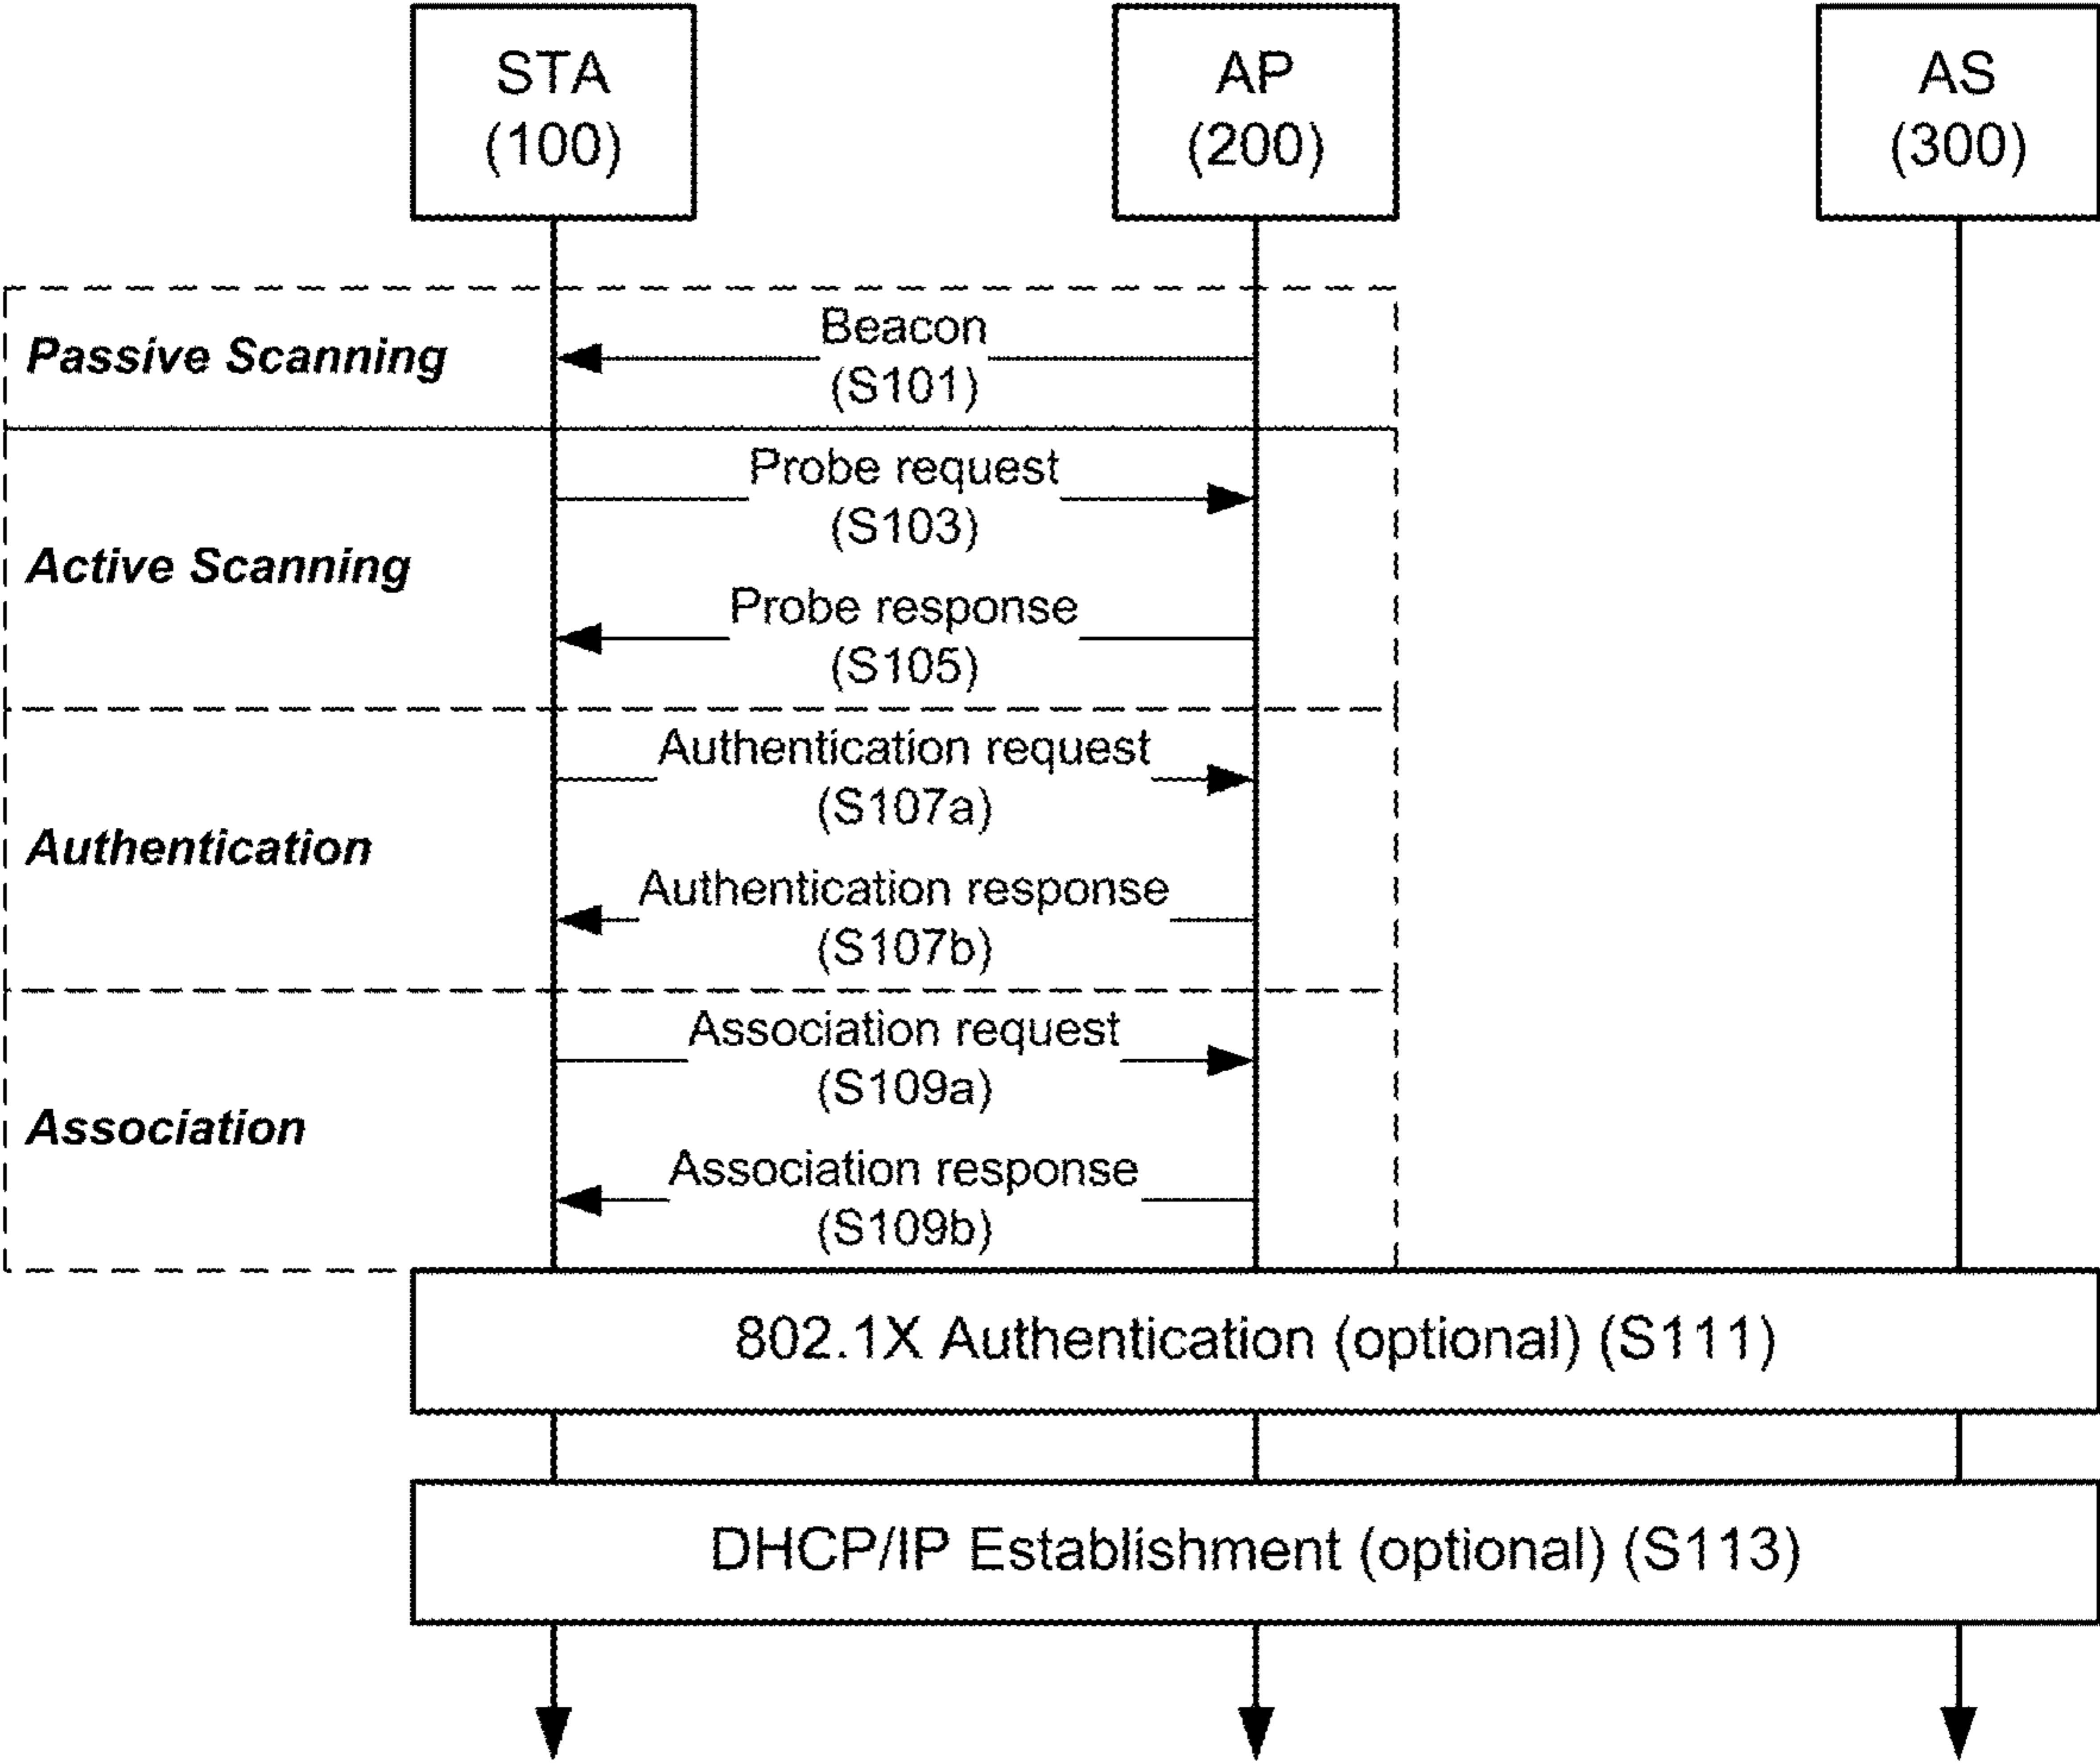 STA
(100)
AP
(200)
AS
(300)
Passive Scanning
Beacon
(S101)
Active Scanning
Probe request
(S103)
Probe response
(S105)
Authentication
Authentication request
(S107a)
Authentication response
(S107b)
Association
Association request
(S109a)
Association response
(S109b)
802.1X Authentication (optional) (S111)
DHCP/IP Establishment (optional) (S113)